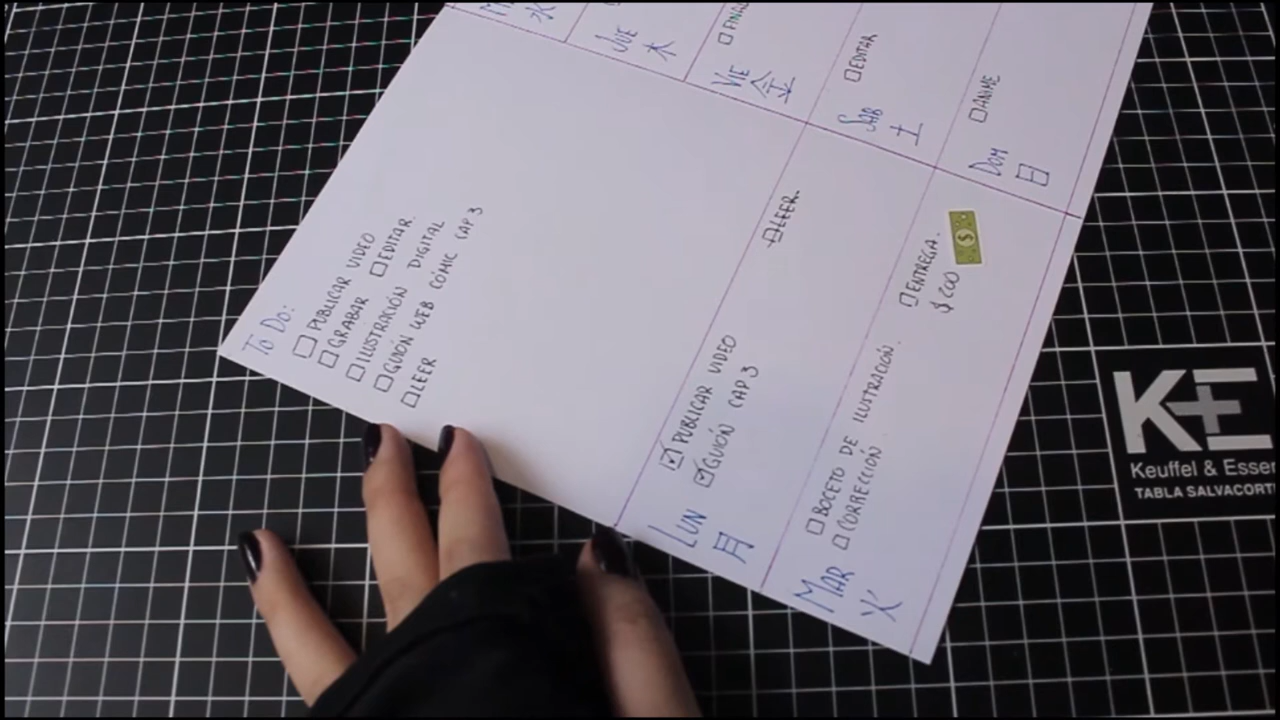 To Do:
☐ PUBLICAR VIDEO
☐ GRABAR ☐ EDITAR.
☐ ILUSTRACIÓN DIGITAL
☐ GUIÓN WEB CÓMIC CAP 3
☐ LEER
LUN
月
☑ PUBLICAR VIDEO
☑ GUIÓN CAP 3
☐ LEER.
MAR
火
☐ BOCETO DE ILUSTRACIÓN.
☐ CORRECCIÓN.
☐ ENTREGA.
$200
水
JUE
木
VIE
金
SAB
土
☐ EDITAR
DOM
日
☐ ANIME
K+E
Keuffel & Esser
TABLA SALVACORT